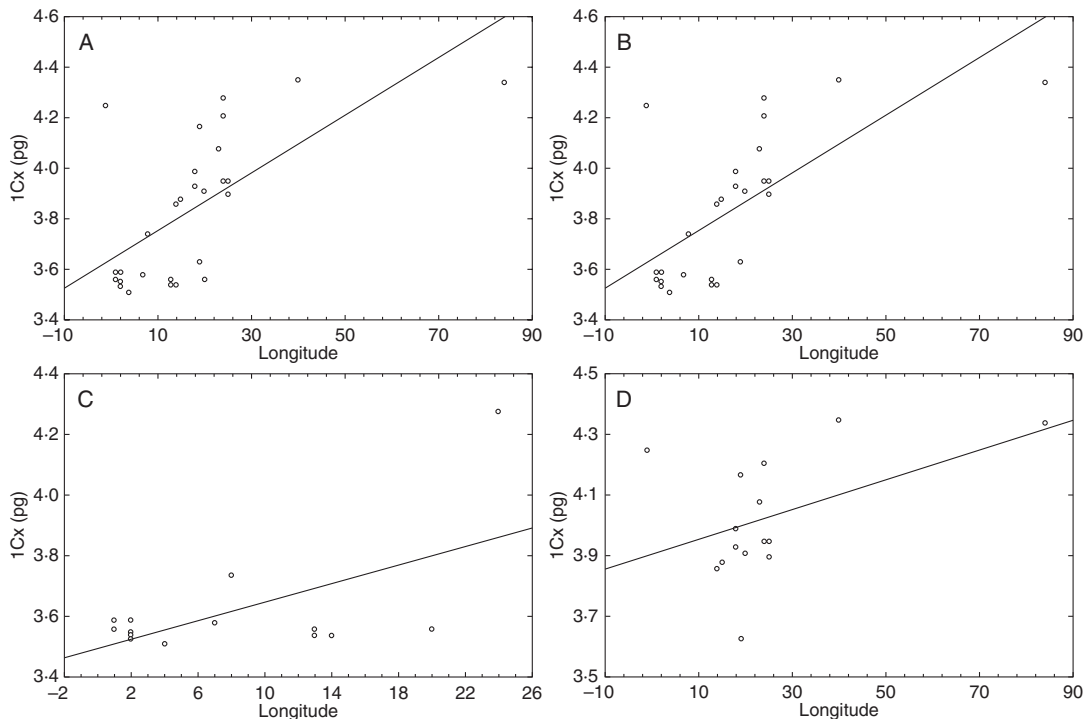 4·6
4·4
4·2
4·0
3·8
3·6
3·4
A
1Cx (pg)
–10 10 30 50 70 90
Longitude
4·6
4·4
4·2
4·0
3·8
3·6
3·4
B
1Cx (pg)
–10 10 30 50 70 90
Longitude
4·4
4·2
4·0
3·8
3·6
3·4
C
1Cx (pg)
–2 2 6 10 14 18 22 26
Longitude
4·5
4·3
4·1
3·9
3·7
3·5
D
1Cx (pg)
–10 10 30 50 70 90
Longitude